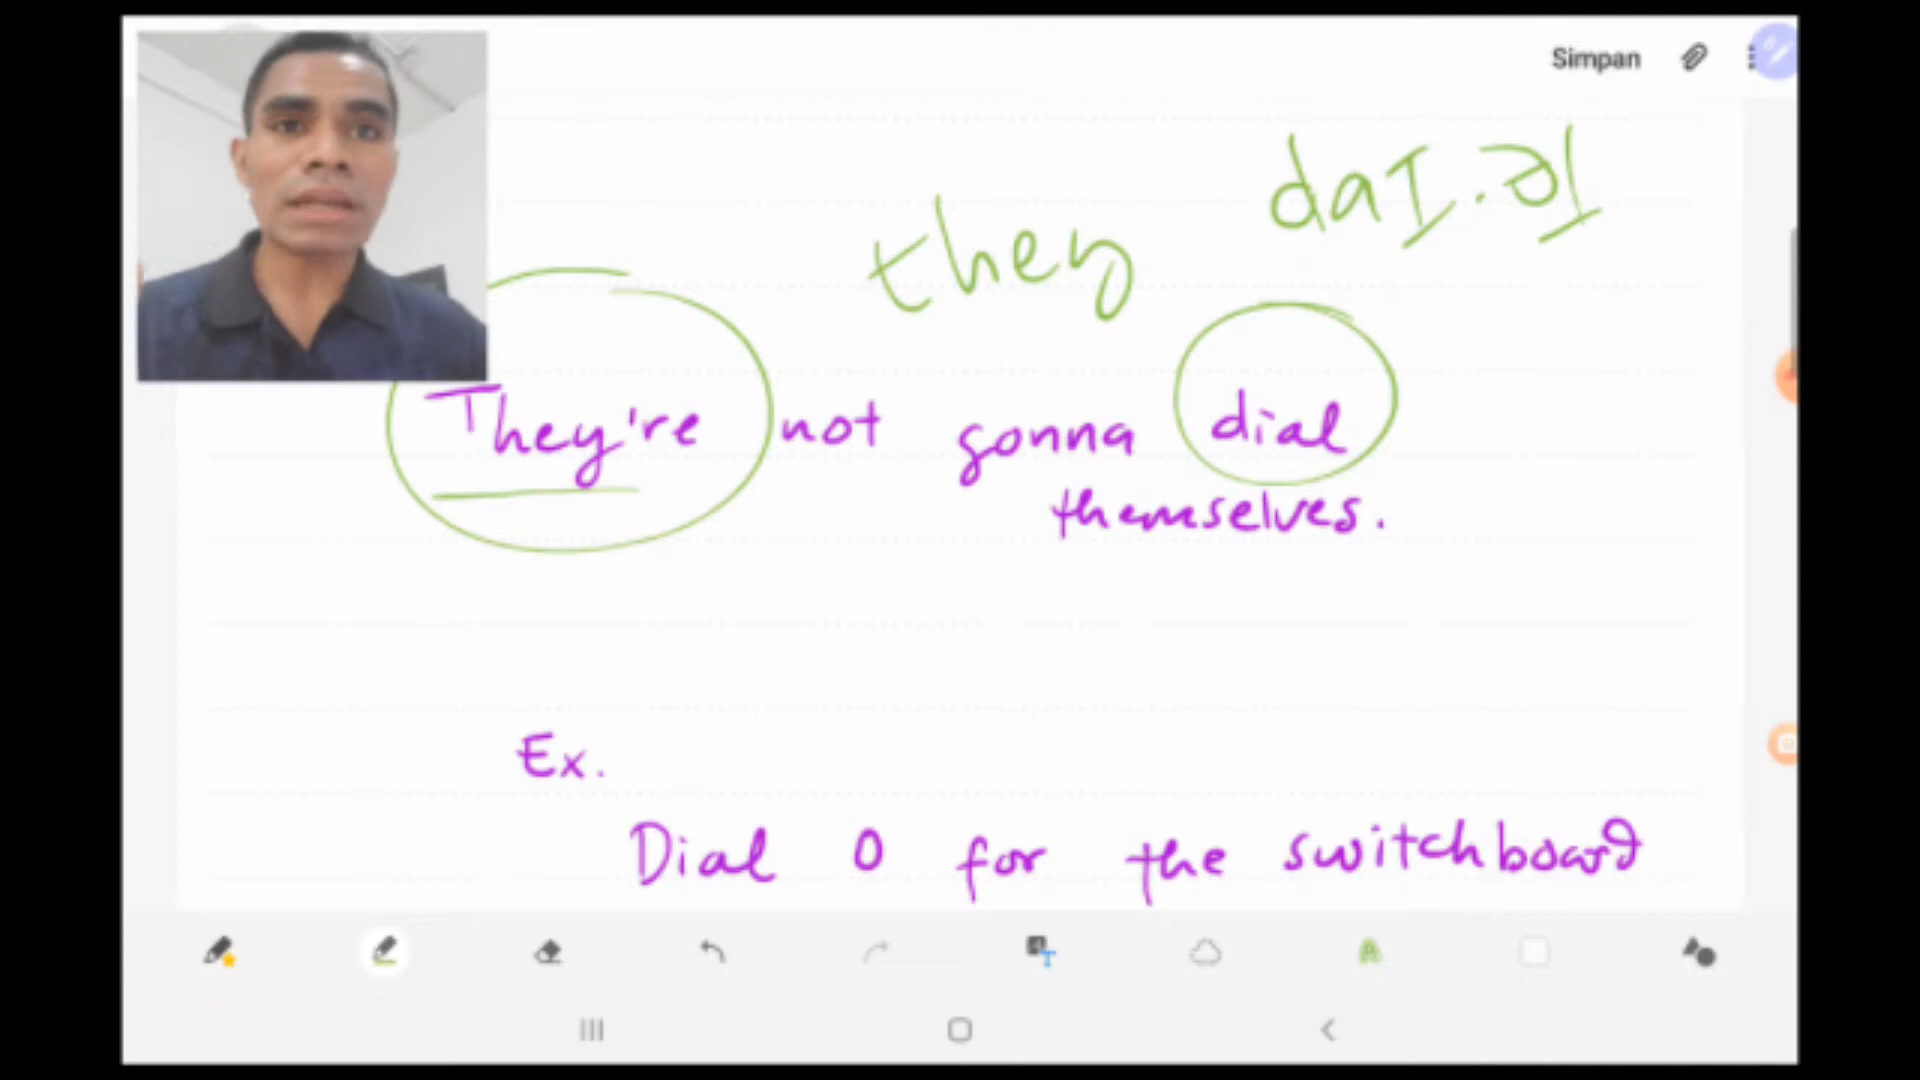 Simpan
daI.əl
they
They're not gonna dial
themselves.
Ex.
Dial 0 for the switchboard